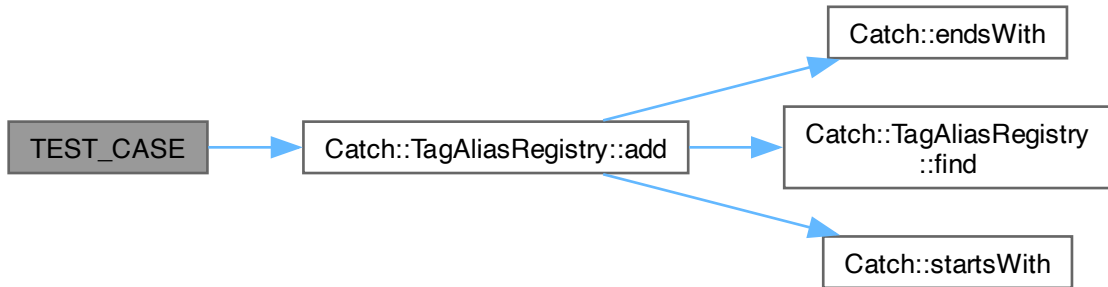 TEST_CASE
Catch::TagAliasRegistry::add
Catch::endsWith
Catch::TagAliasRegistry
::find
Catch::startsWith